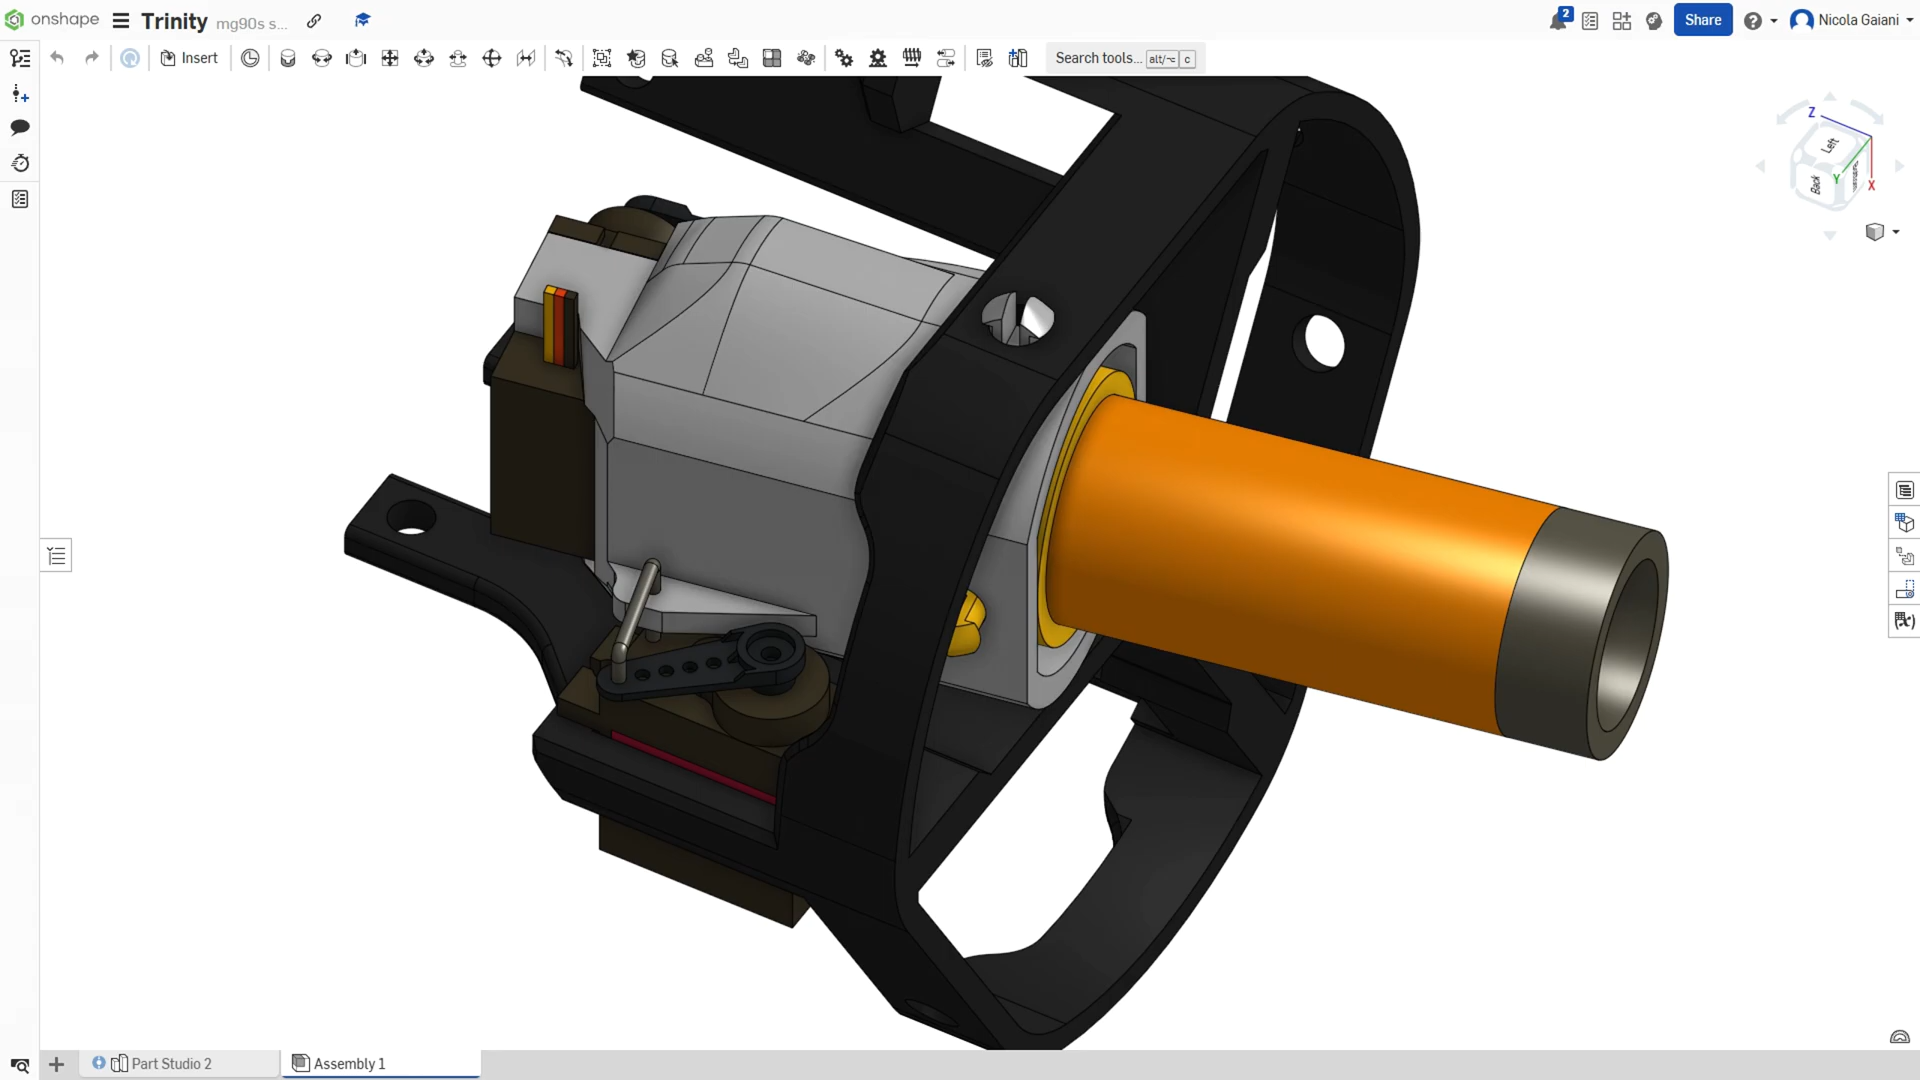 onshape Trinity mg90s s... 2 Share Nicola Gaiani
Insert Search tools... alt/⌥ c
Z
Left
Back
Y
X
Part Studio 2 Assembly 1